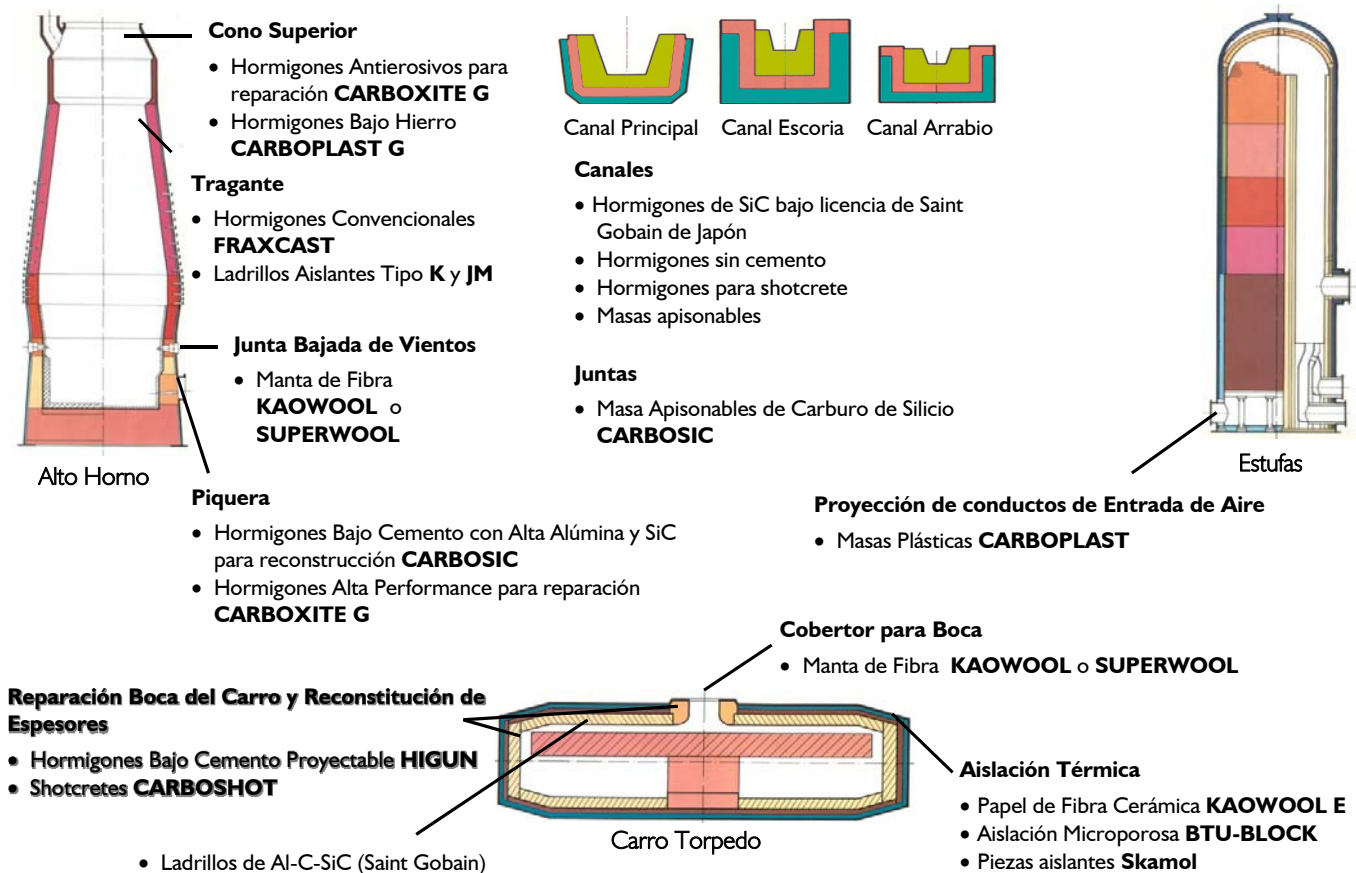 Cono Superior
• Hormigones Antierosivos para
reparación CARBOXITE G
• Hormigones Bajo Hierro
CARBOPLAST G
Tragante
• Hormigones Convencionales
FRAXCAST
• Ladrillos Aislantes Tipo K y JM
Junta Bajada de Vientos
• Manta de Fibra
KAOWOOL o
SUPERWOOL
Alto Horno
Piquera
• Hormigones Bajo Cemento con Alta Alúmina y SiC
para reconstrucción CARBOSIC
• Hormigones Alta Performance para reparación
CARBOXITE G
Canal Principal
Canal Escoria
Canal Arrabio
Canales
• Hormigones de SiC bajo licencia de Saint
Gobain de Japón
• Hormigones sin cemento
• Hormigones para shotcrete
• Masas apisonables
Juntas
• Masa Apisonables de Carburo de Silicio
CARBOSIC
Estufas
Proyección de conductos de Entrada de Aire
• Masas Plásticas CARBOPLAST
Cobertor para Boca
• Manta de Fibra KAOWOOL o SUPERWOOL
Reparación Boca del Carro y Reconstitución de
Espesores
• Hormigones Bajo Cemento Proyectable HIGUN
• Shotcretes CARBOSHOT
Carro Torpedo
• Ladrillos de Al-C-SiC (Saint Gobain)
Aislación Térmica
• Papel de Fibra Cerámica KAOWOOL E
• Aislación Microporosa BTU-BLOCK
• Piezas aislantes Skamol